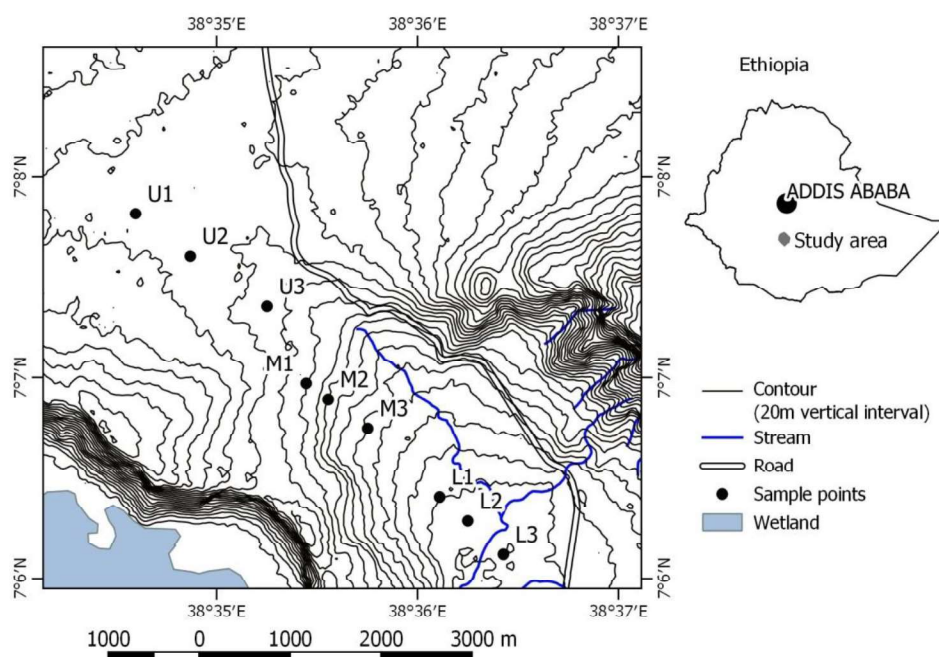 38°35′E 38°36′E 38°37′E
Ethiopia
ADDIS ABABA
Study area
7°8′N 7°8′N
U1
U2
U3
M1
M2
M3
7°7′N 7°7′N
L1
L2
L3
7°6′N 7°6′N
38°35′E 38°36′E 38°37′E
Contour
(20m vertical interval)
Stream
Road
Sample points
Wetland
1000 0 1000 2000 3000 m